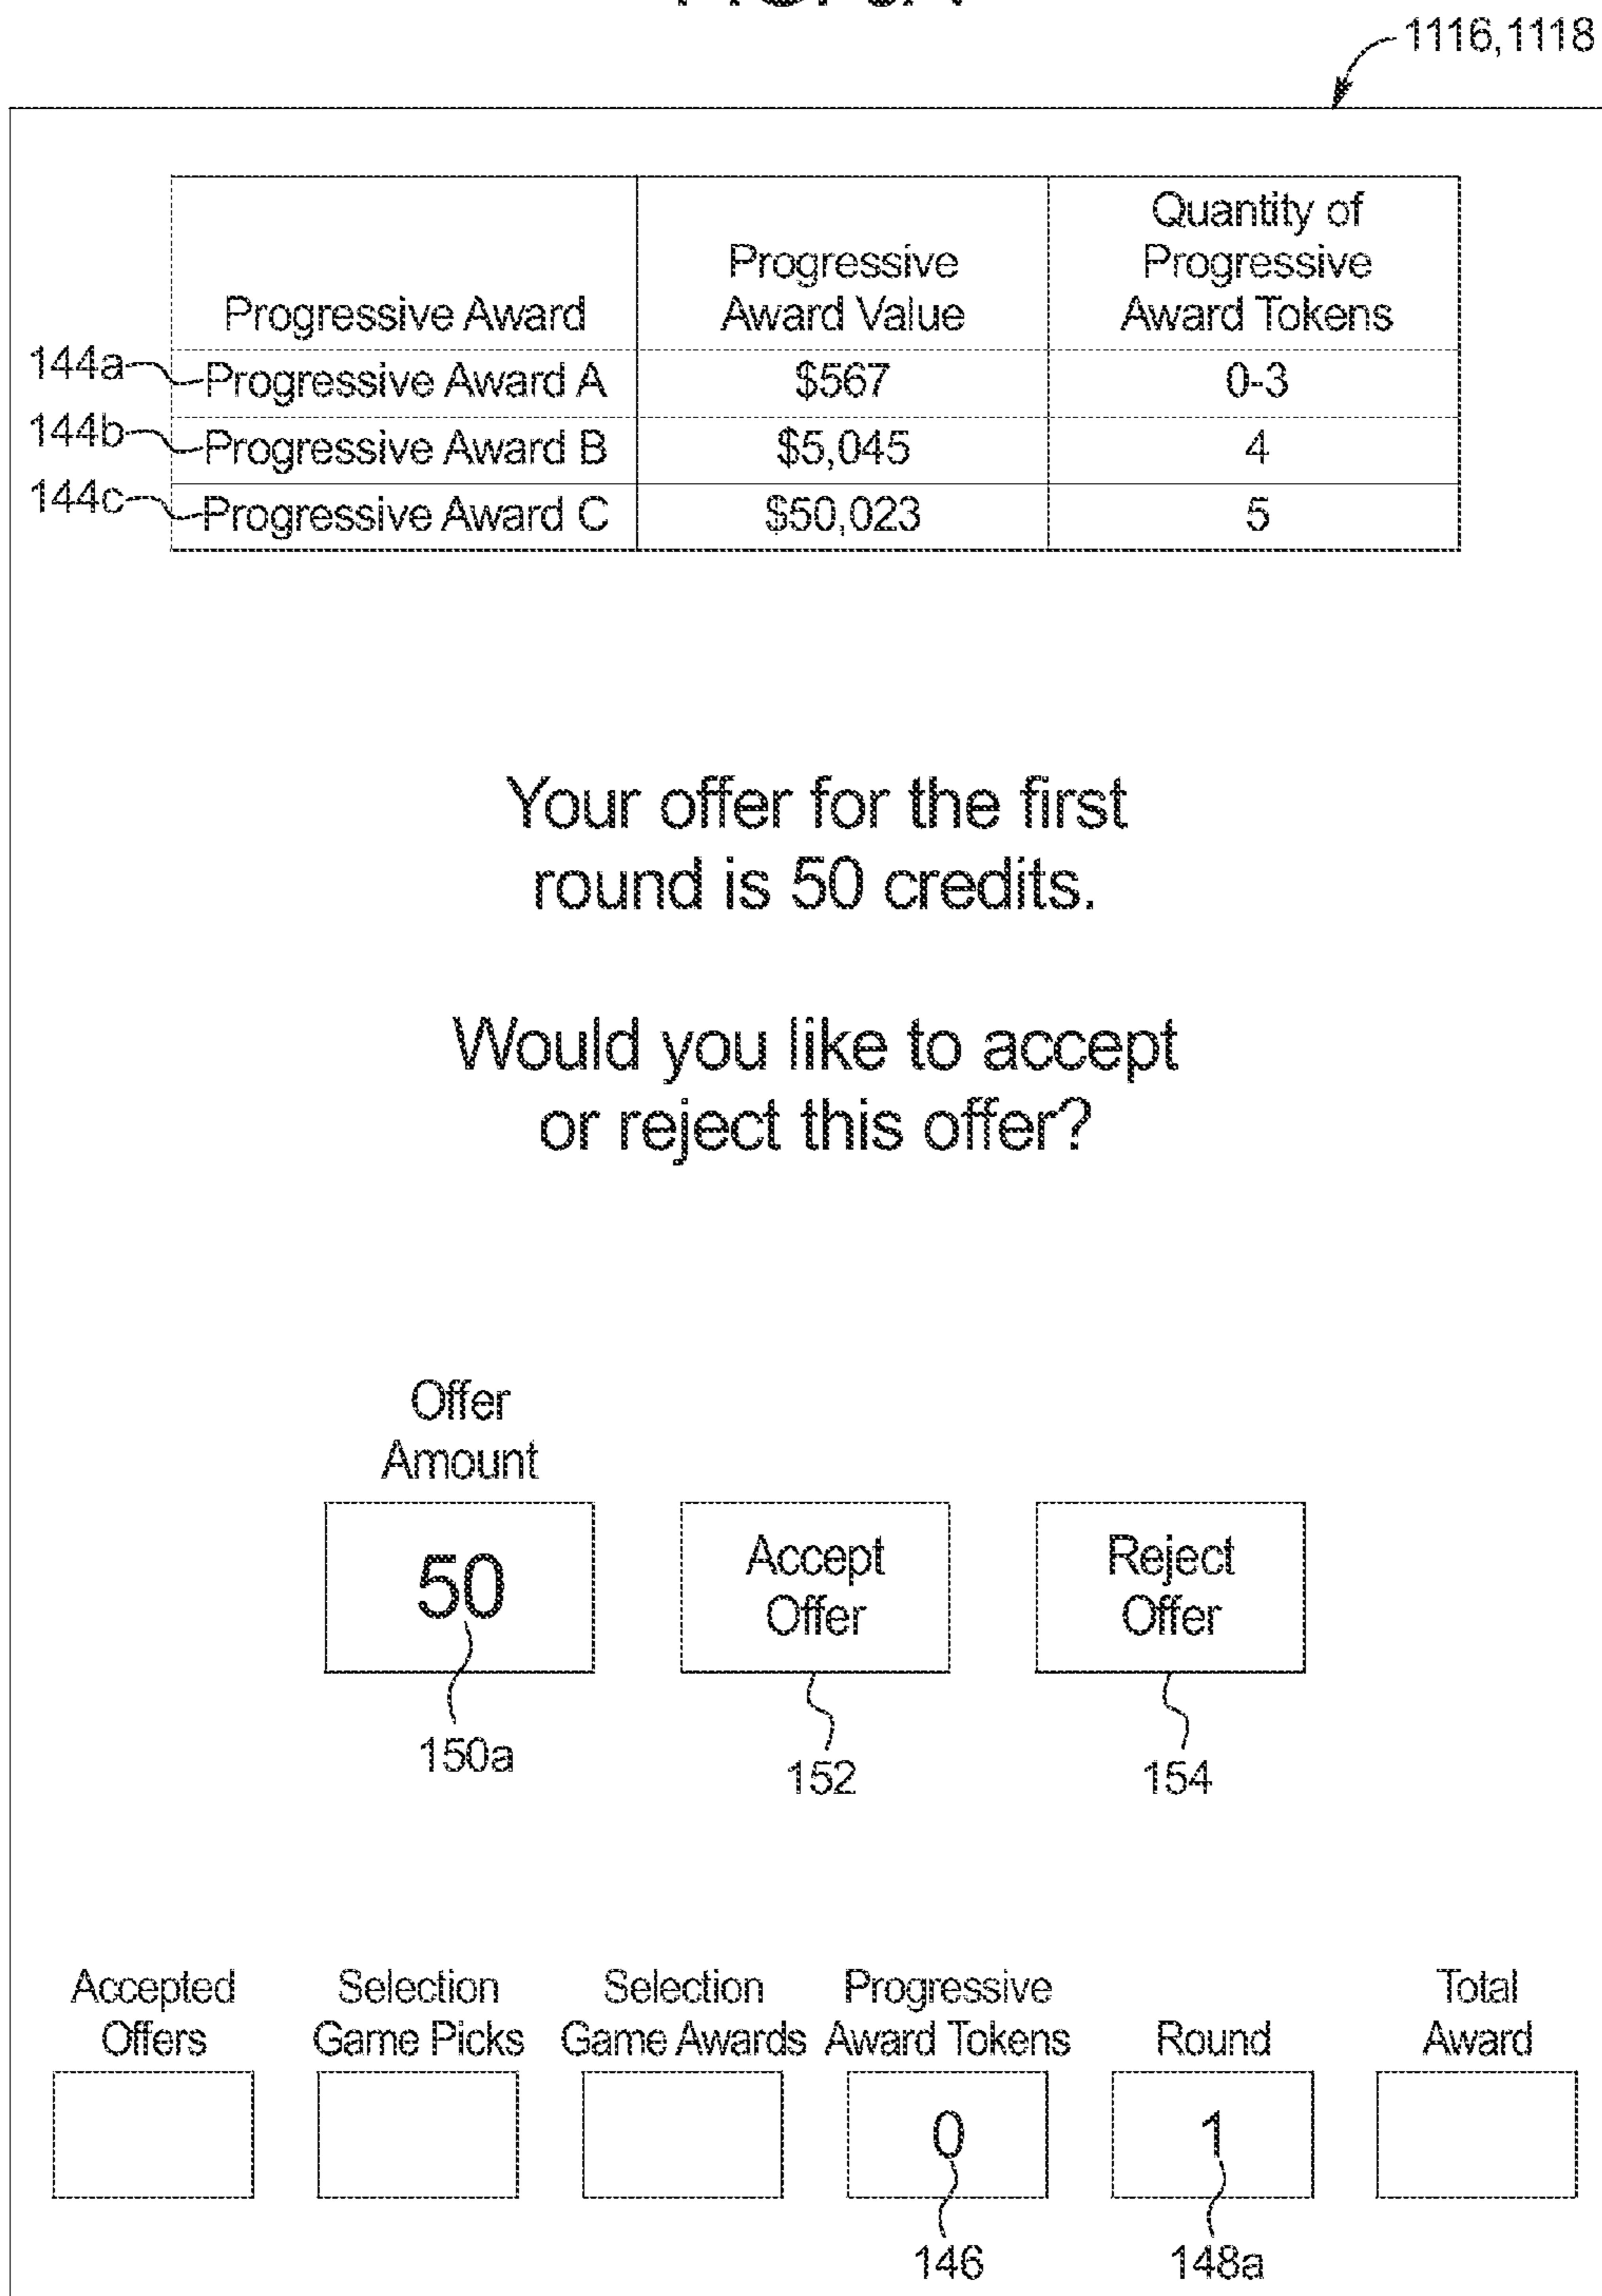 1116,1118
Quantity of
Progressive Progressive
Progressive Award Award Value Award Tokens
144a Progressive Award A $567 0-3
144b Progressive Award B $5,045 4
144c Progressive Award C $50,023 5
Your offer for the first
round is 50 credits.
Would you like to accept
or reject this offer?
Offer
Amount
50 Accept Offer Reject Offer
150a 152 154
Accepted Selection Selection Progressive Total
Offers Game Picks Game Awards Award Tokens Round Award
0 1
146 148a